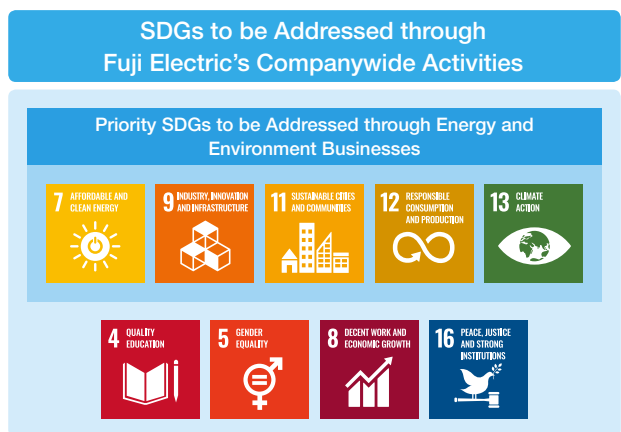 SDGs to be Addressed through
Fuji Electric's Companywide Activities
Priority SDGs to be Addressed through Energy and
Environment Businesses
7 AFFORDABLE AND
CLEAN ENERGY
9 INDUSTRY, INNOVATION
AND INFRASTRUCTURE
11 SUSTAINABLE CITIES
AND COMMUNITIES
12 RESPONSIBLE
CONSUMPTION
AND PRODUCTION
13 CLIMATE
ACTION
4 QUALITY
EDUCATION
5 GENDER
EQUALITY
8 DECENT WORK AND
ECONOMIC GROWTH
16 PEACE, JUSTICE
AND STRONG
INSTITUTIONS